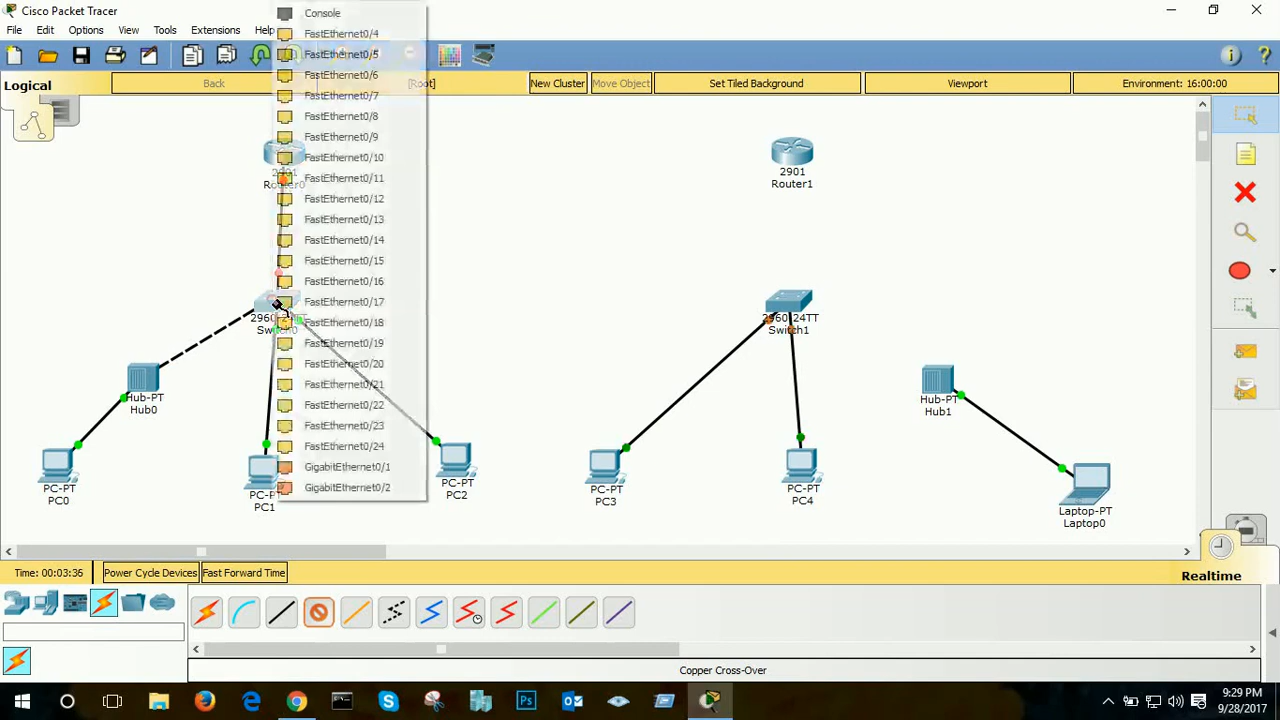 Cisco Packet Tracer
File Edit Options View Tools Extensions
Logical
Back
[Root]
New Cluster
Move Object
Set Tiled Background
Viewport
Environment: 16:00:00
Console
FastEthernet0/4
FastEthernet0/5
FastEthernet0/6
FastEthernet0/7
FastEthernet0/8
FastEthernet0/9
FastEthernet0/10
FastEthernet0/11
FastEthernet0/12
FastEthernet0/13
FastEthernet0/14
FastEthernet0/15
FastEthernet0/16
FastEthernet0/17
FastEthernet0/18
FastEthernet0/19
FastEthernet0/20
FastEthernet0/21
FastEthernet0/22
FastEthernet0/23
FastEthernet0/24
GigabitEthernet0/1
GigabitEthernet0/2
2901
Router0
2901
Router1
Switch0
2960-24TT
Switch1
Hub-PT
Hub0
Hub-PT
Hub1
PC-PT
PC0
PC1
PC-PT
PC2
PC-PT
PC3
PC-PT
PC4
Laptop-PT
Laptop0
Time: 00:03:36
Power Cycle Devices
Fast Forward Time
Realtime
Copper Cross-Over
9:29 PM
9/28/2017